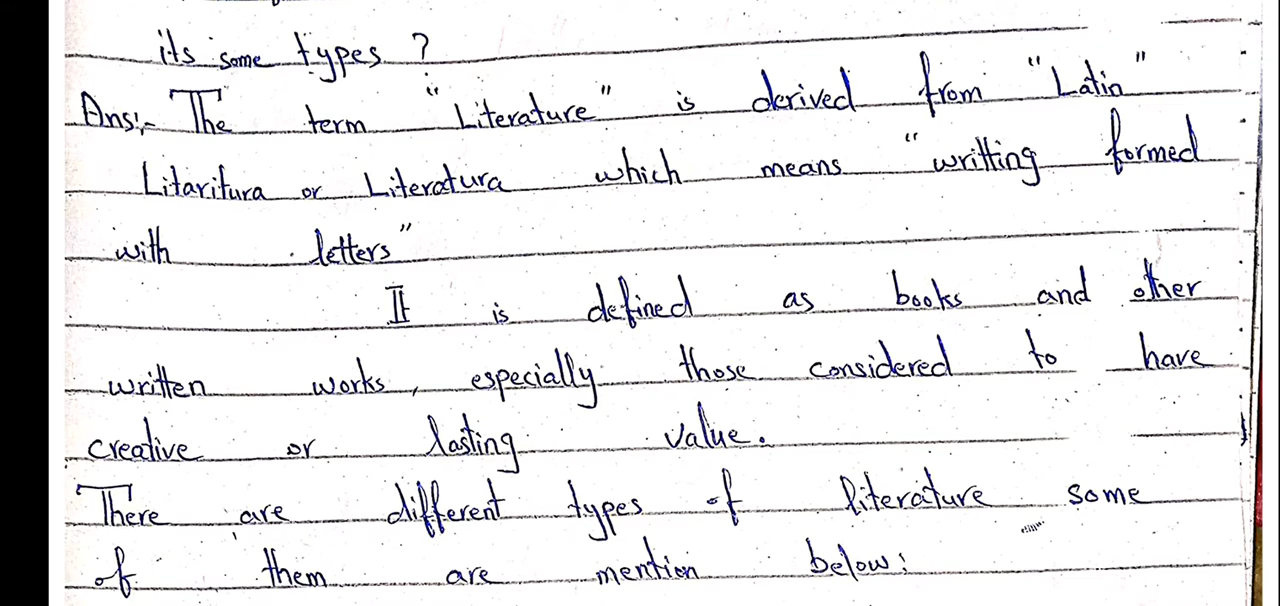 its some types ?
Ans:- The term "Literature" is derived from "Latin"
Litaritura or Literatura which means "writting formed
with letters"
It is defined as books and other
written works, especially those considered to have
creative or lasting value.
There are different types of literature some
of them are mention below: